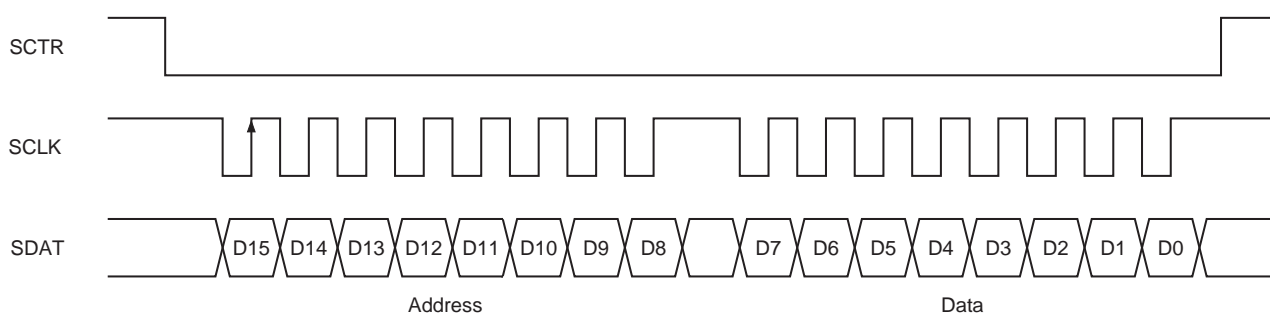 SCTR
SCLK
SDAT D15 D14 D13 D12 D11 D10 D9 D8 D7 D6 D5 D4 D3 D2 D1 D0
Address Data